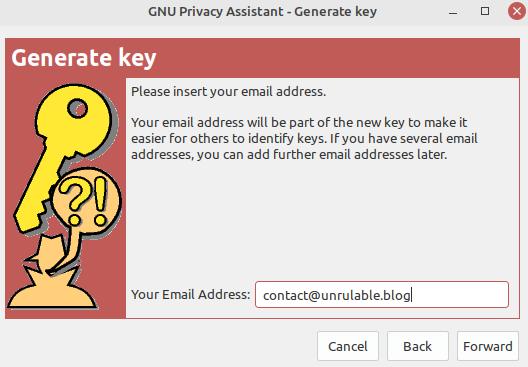 GNU Privacy Assistant - Generate key
Generate key
Please insert your email address.
Your email address will be part of the new key to make it
easier for others to identify keys. If you have several email
addresses, you can add further email addresses later.
?!
Your Email Address: contact@unrulable.blog
Cancel Back Forward